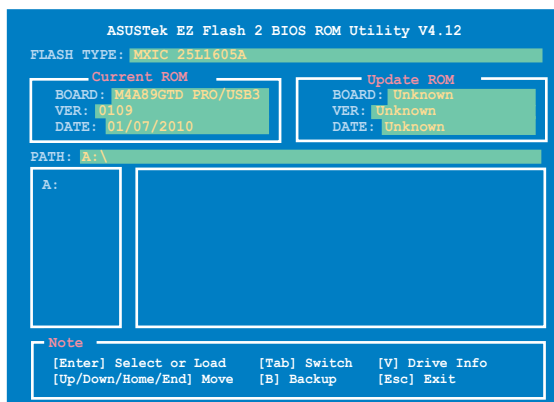 ASUSTek EZ Flash 2 BIOS ROM Utility V4.12
FLASH TYPE: MXIC 25L1605A
Current ROM
BOARD: M4A89GTD PRO/USB3
VER: 0109
DATE: 01/07/2010
Update ROM
BOARD: Unknown
VER: Unknown
DATE: Unknown
PATH: A:\
A:
Note
[Enter] Select or Load [Tab] Switch [V] Drive Info
[Up/Down/Home/End] Move [B] Backup [Esc] Exit